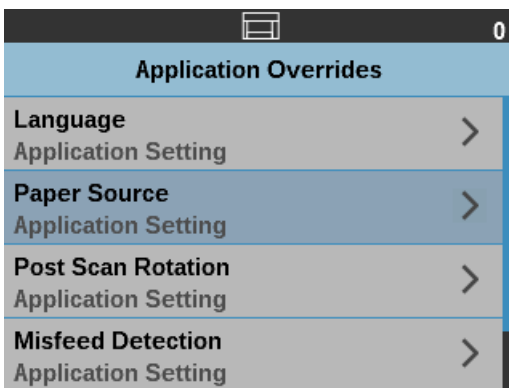 0
Application Overrides
Language
Application Setting
Paper Source
Application Setting
Post Scan Rotation
Application Setting
Misfeed Detection
Application Setting